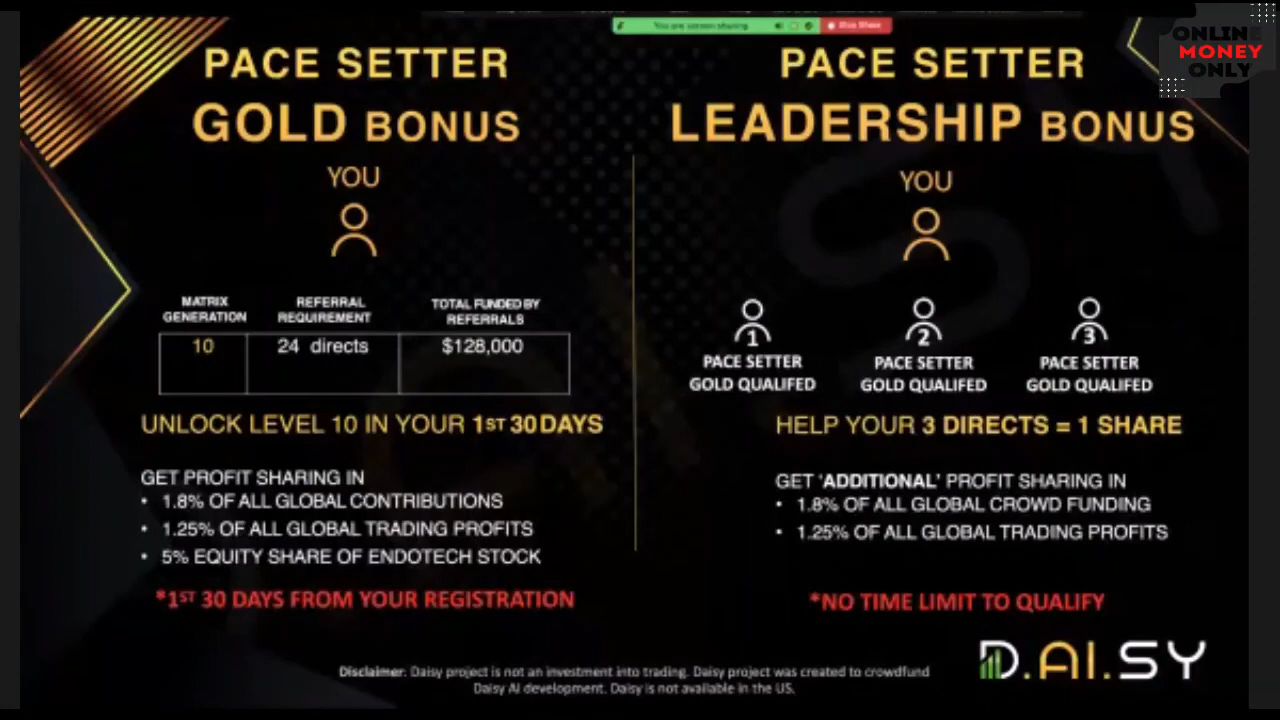 You are screen sharing
Stop Share
ONLINE
MONEY
ONLY
PACE SETTER
GOLD BONUS
YOU
MATRIX
GENERATION
REFERRAL
REQUIREMENT
TOTAL FUNDED BY
REFERRALS
10
24 directs
$128,000
UNLOCK LEVEL 10 IN YOUR 1ST 30 DAYS
GET PROFIT SHARING IN
• 1.8% OF ALL GLOBAL CONTRIBUTIONS
• 1.25% OF ALL GLOBAL TRADING PROFITS
• 5% EQUITY SHARE OF ENDOTECH STOCK
*1ST 30 DAYS FROM YOUR REGISTRATION
PACE SETTER
LEADERSHIP BONUS
YOU
1
PACE SETTER
GOLD QUALIFED
2
PACE SETTER
GOLD QUALIFED
3
PACE SETTER
GOLD QUALIFED
HELP YOUR 3 DIRECTS = 1 SHARE
GET 'ADDITIONAL' PROFIT SHARING IN
• 1.8% OF ALL GLOBAL CROWD FUNDING
• 1.25% OF ALL GLOBAL TRADING PROFITS
*NO TIME LIMIT TO QUALIFY
Disclaimer: Daisy project is not an investment into trading. Daisy project was created to crowdfund
Daisy AI development. Daisy is not available in the US.
D.AI.SY